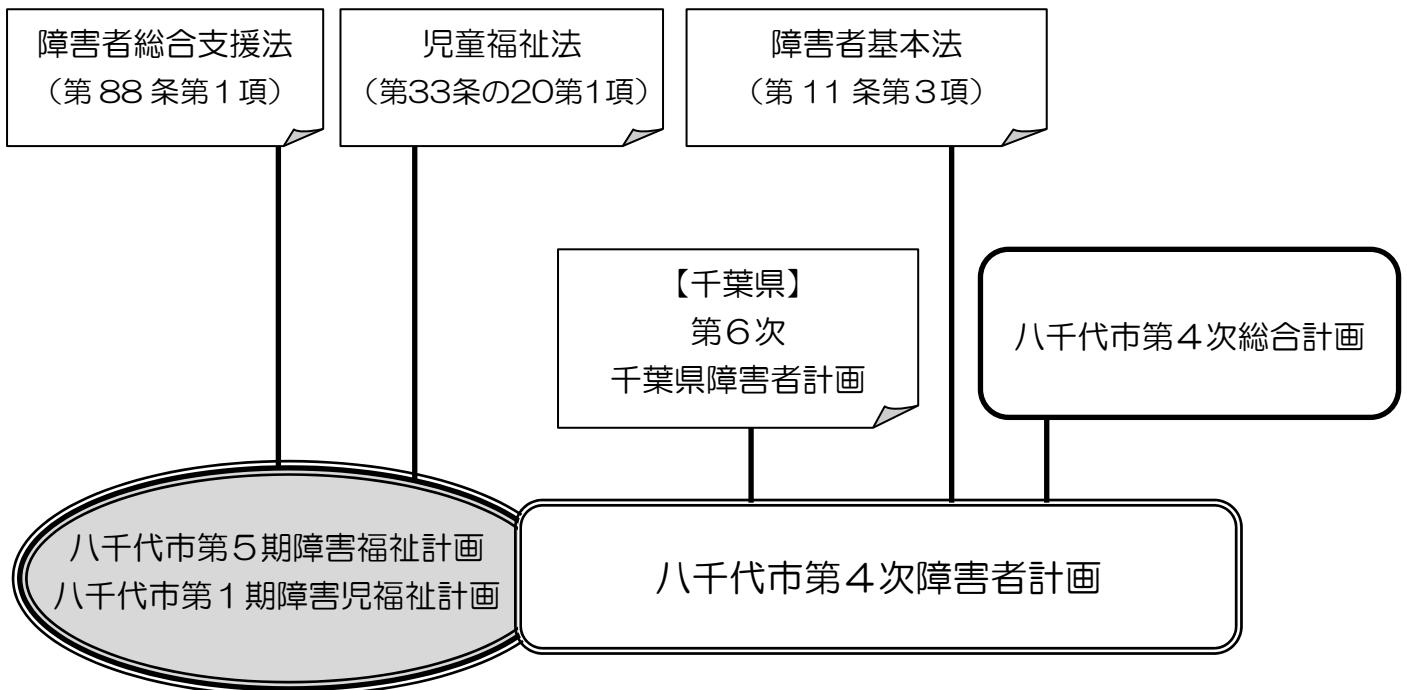 障害者総合支援法
（第 88 条第１項）
児童福祉法
（第33条の20第1項）
障害者基本法
（第 11 条第３項）
【千葉県】
第６次
千葉県障害者計画
八千代市第４次総合計画
八千代市第５期障害福祉計画
八千代市第１期障害児福祉計画
八千代市第４次障害者計画